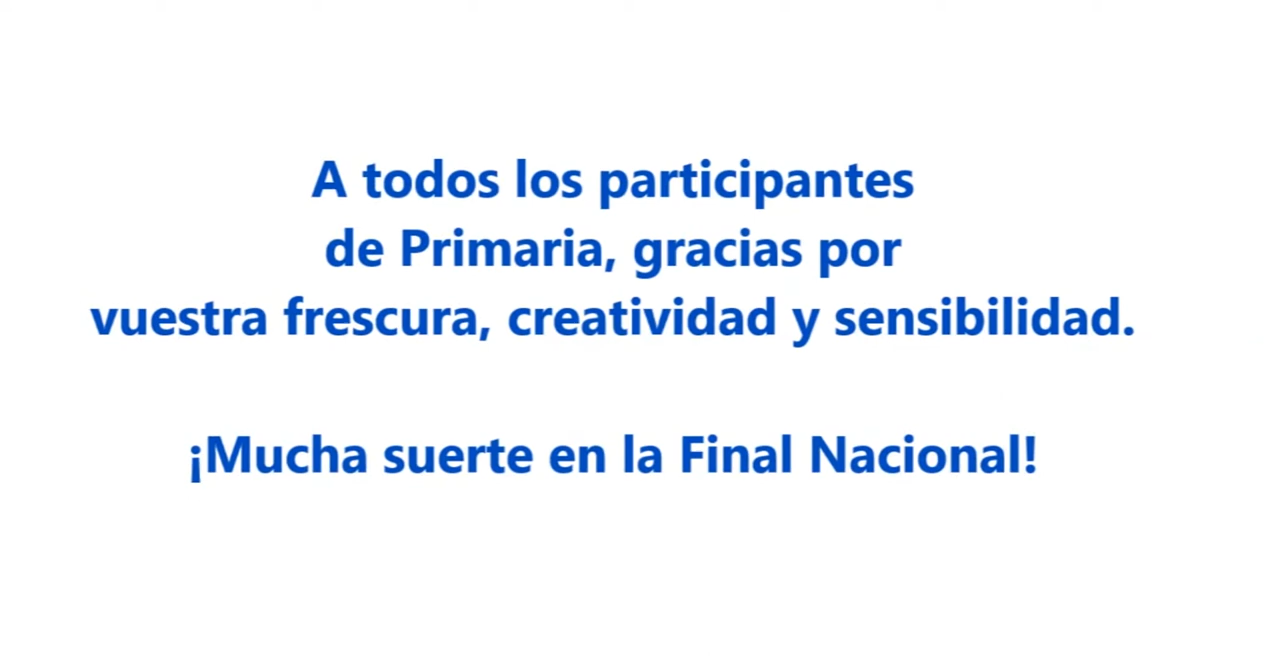 A todos los participantes
de Primaria, gracias por
vuestra frescura, creatividad y sensibilidad.
¡Mucha suerte en la Final Nacional!